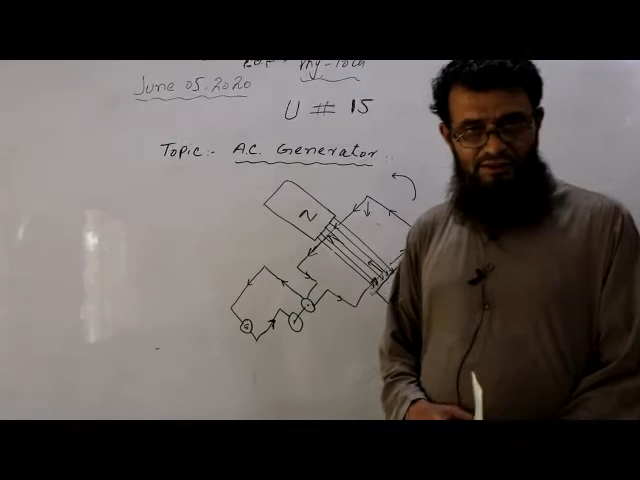 June 05.2020
U # 15
Topic:- A.C. Generator
N
G